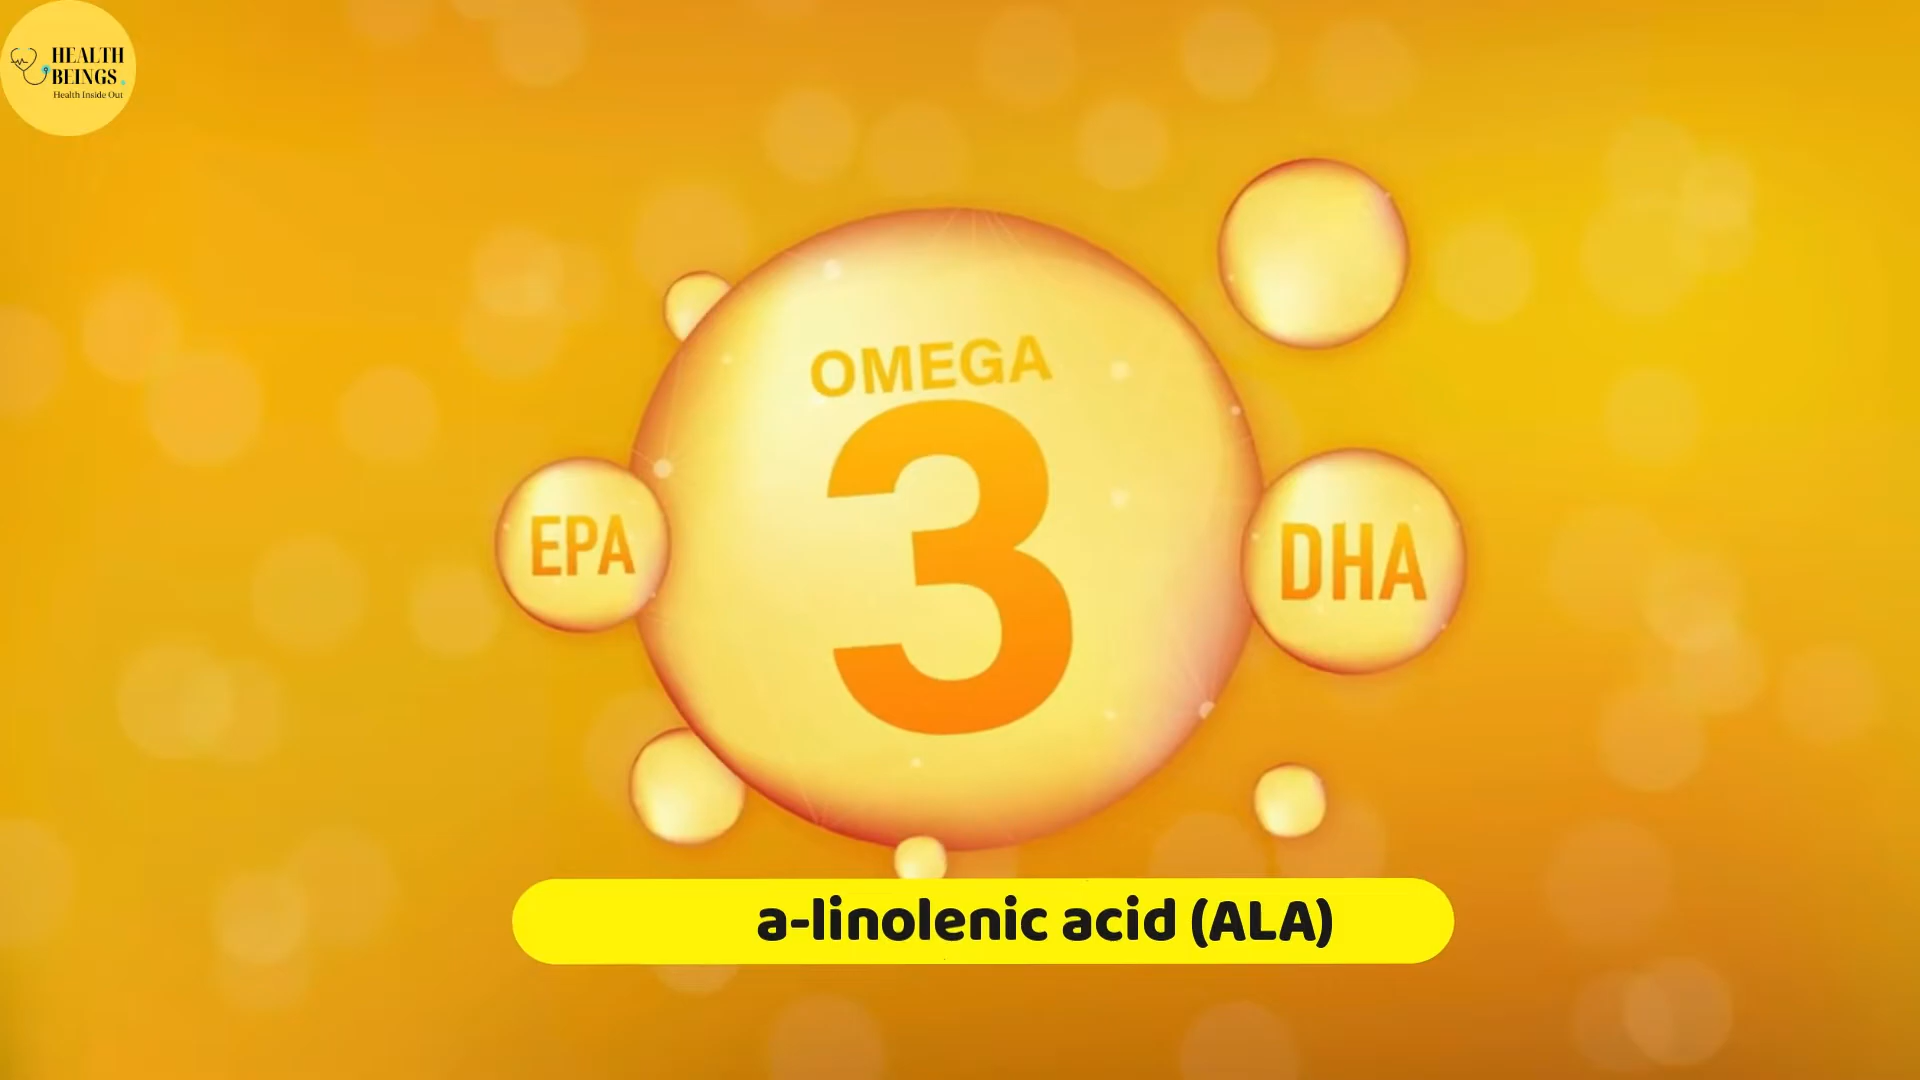 HEALTH
BEINGS
Health Inside Out
OMEGA
3
EPA
DHA
a-linolenic acid (ALA)